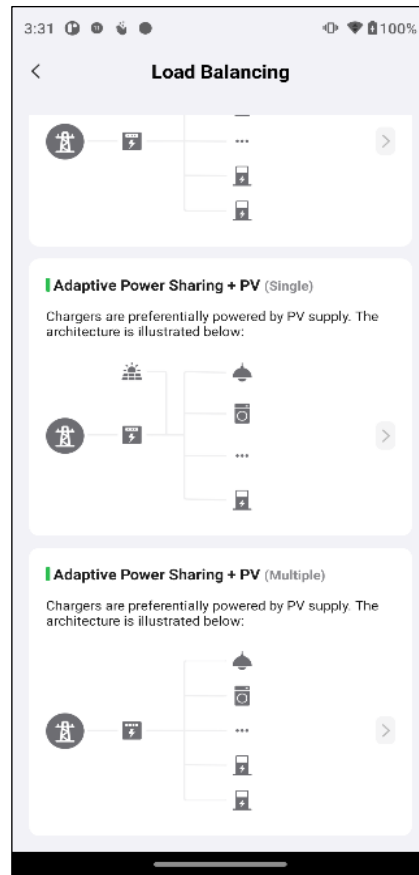 3:31
100%
Load Balancing
Adaptive Power Sharing + PV (Single)
Chargers are preferentially powered by PV supply. The
architecture is illustrated below:
Adaptive Power Sharing + PV (Multiple)
Chargers are preferentially powered by PV supply. The
architecture is illustrated below: